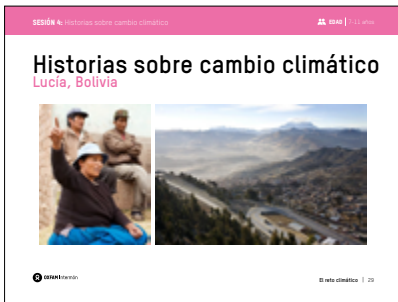 SESIÓN 4: Historias sobre cambio climático
EDAD | 7-11 años
Historias sobre cambio climático
Lucía, Bolivia
OXFAM Intermón
El reto climático | 29